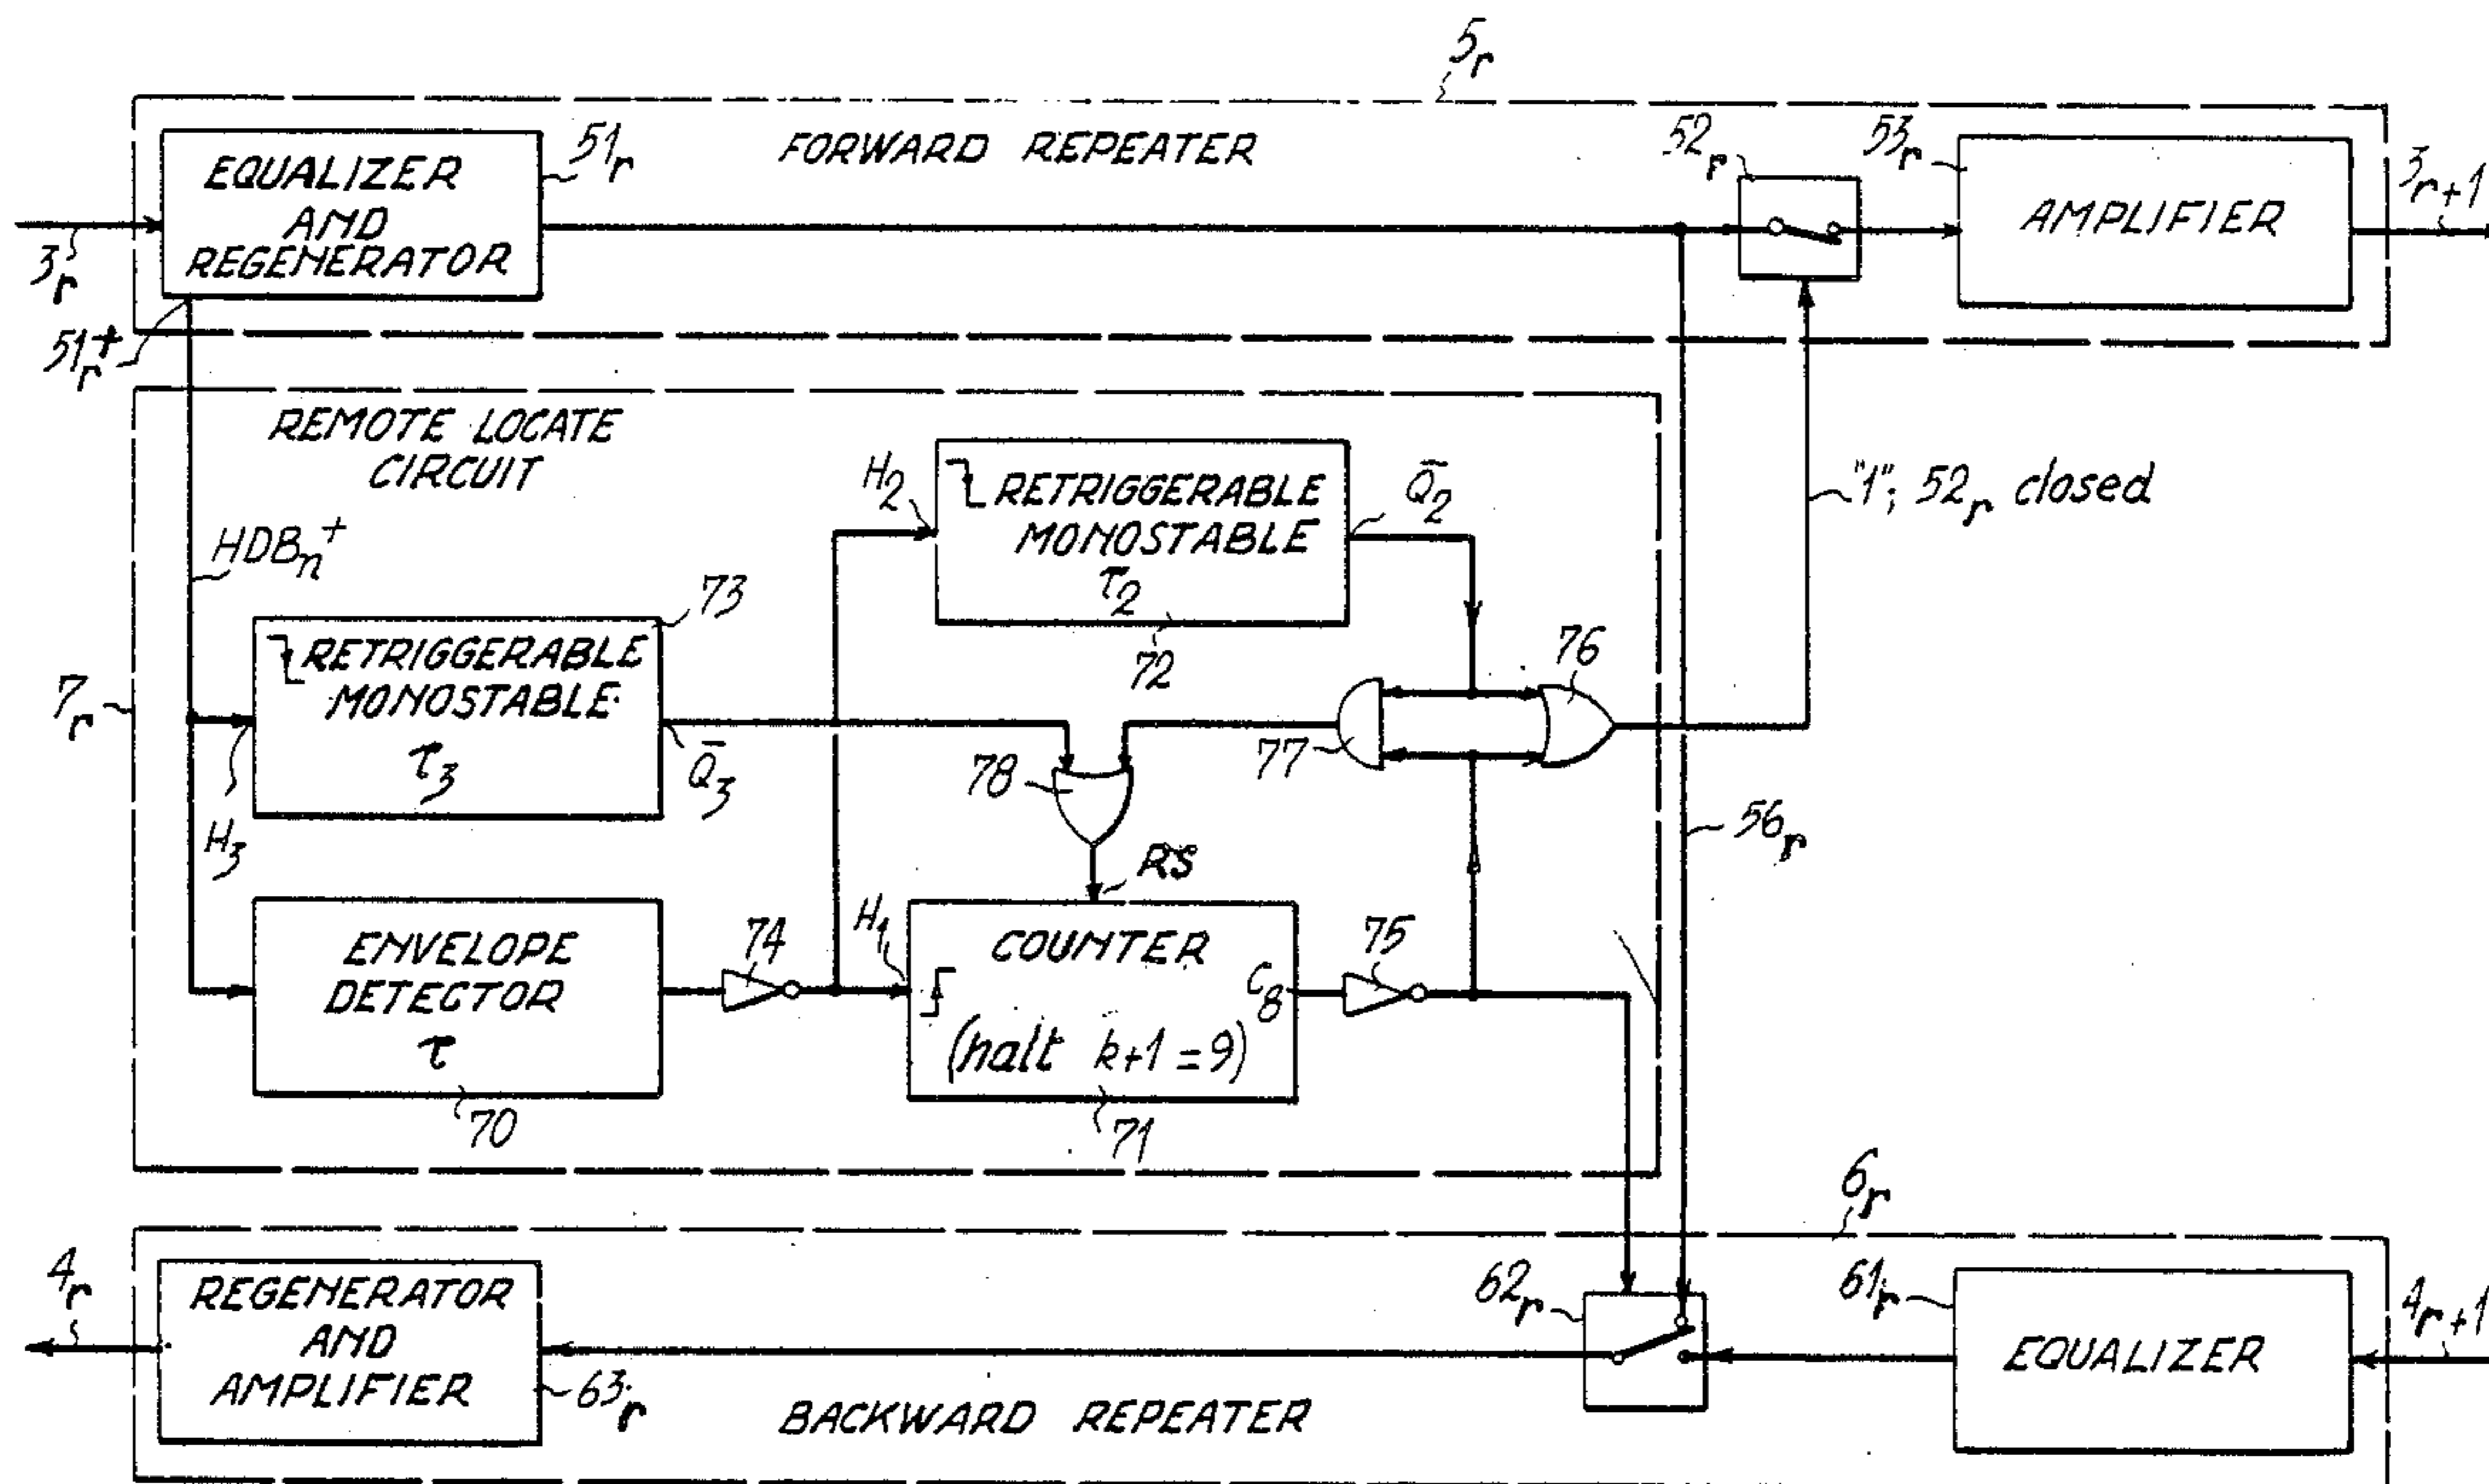 5r
EQUALIZER
AND
REGENERATOR
51r
FORWARD REPEATER
52r
53r
AMPLIFIER
3r+1
3r
51r+
REMOTE LOCATE
CIRCUIT
HDBn+
H2
RETRIGGERABLE
MONOSTABLE
τ2
Q̄2
72
"1"; 52r closed
73
RETRIGGERABLE
MONOSTABLE
τ3
Q̄3
H3
7r
76
77
78
RS
56r
ENVELOPE
DETECTOR
τ
70
74
H1
COUNTER
C8
(halt k+1=9)
71
75
6r
4r
REGENERATOR
AND
AMPLIFIER
63r
BACKWARD REPEATER
62r
61r
EQUALIZER
4r+1